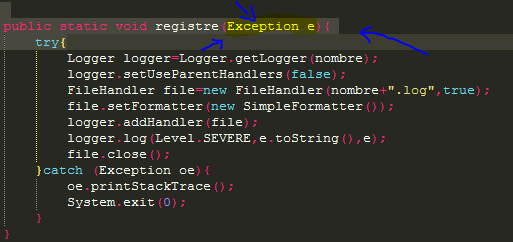 public static void registre(Exception e){
try{
Logger logger=Logger.getLogger(nombre);
logger.setUseParentHandlers(false);
FileHandler file=new FileHandler(nombre+".log",true);
file.setFormatter(new SimpleFormatter());
logger.addHandler(file);
logger.log(Level.SEVERE,e.toString(),e);
file.close();
}catch (Exception oe){
oe.printStackTrace();
System.exit(0);
}
}